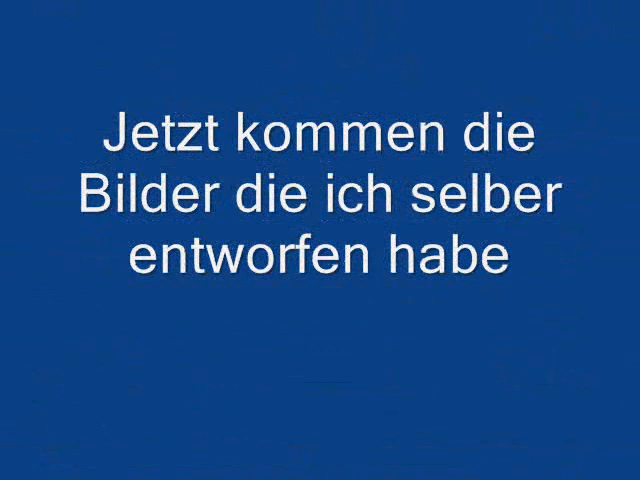 Jetzt kommen die
Bilder die ich selber
entworfen habe